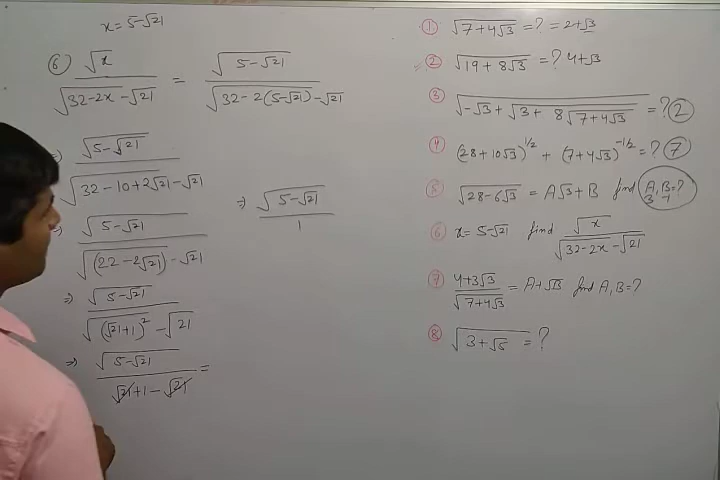 x = 5-√21
⑥ √x / (√(32-2x) - √21) = √(5-√21) / (√(32-2(5-√21)) - √21)
⇒ √(5-√21) / (√(32-10+2√21) - √21)
⇒ √(5-√21) / (√(22-2√21) - √21)
⇒ √(5-√21) / (√((√21+1)²) - √21)
⇒ √(5-√21) / (√21+1-√21) =
⇒ √(5-√21) / 1
① √(7+4√3) = ? = 2+√3
② √(19+8√3) = ? 4+√3
③ √(-√3+√(3+8√(7+4√3))) = ? ②
④ (28+10√3)^1/2 + (7+4√3)^-1/2 = ? ⑦
⑤ √(28-6√3) = A√3+B find A, B=?
3 -1
⑥ x = 5-√21 find √x / (√(32-2x) - √21)
⑦ (4+3√3) / √(7+4√3) = A+√B find A, B=?
⑧ √(3+√5) = ?